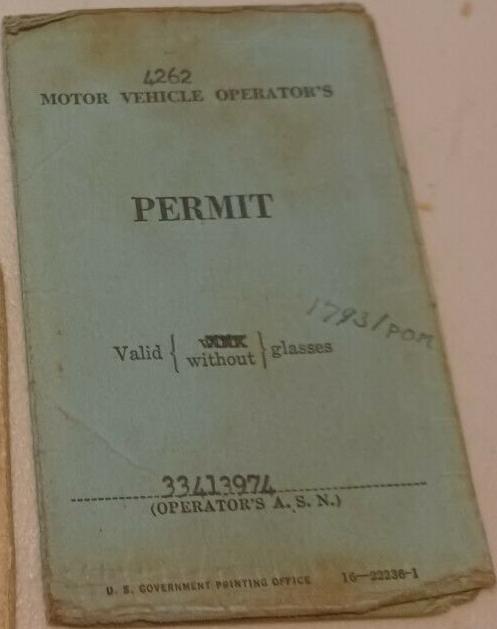 4262
MOTOR VEHICLE OPERATOR'S
PERMIT
1793/POM
Valid { without } glasses
33413974
(OPERATOR'S A. S. N.)
U. S. GOVERNMENT PRINTING OFFICE 16—22236-1